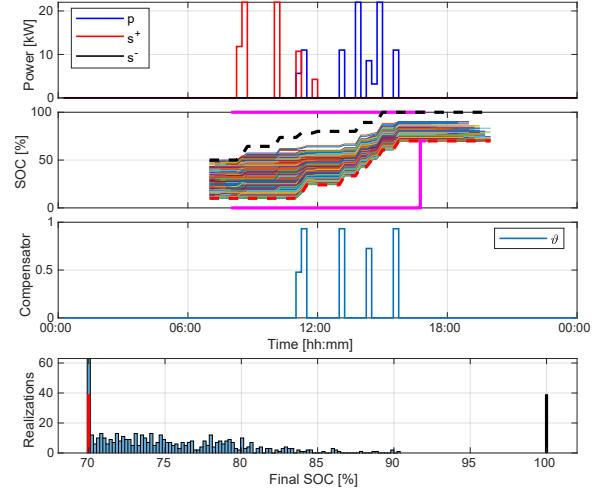 20
10
0
Power [kW]
p
s+
s-
100
50
0
SOC [%]
1
0.5
0
Compensator
ϑ
00:00 06:00 12:00 18:00 00:00
Time [hh:mm]
60
40
20
0
Realizations
70 75 80 85 90 95 100
Final SOC [%]